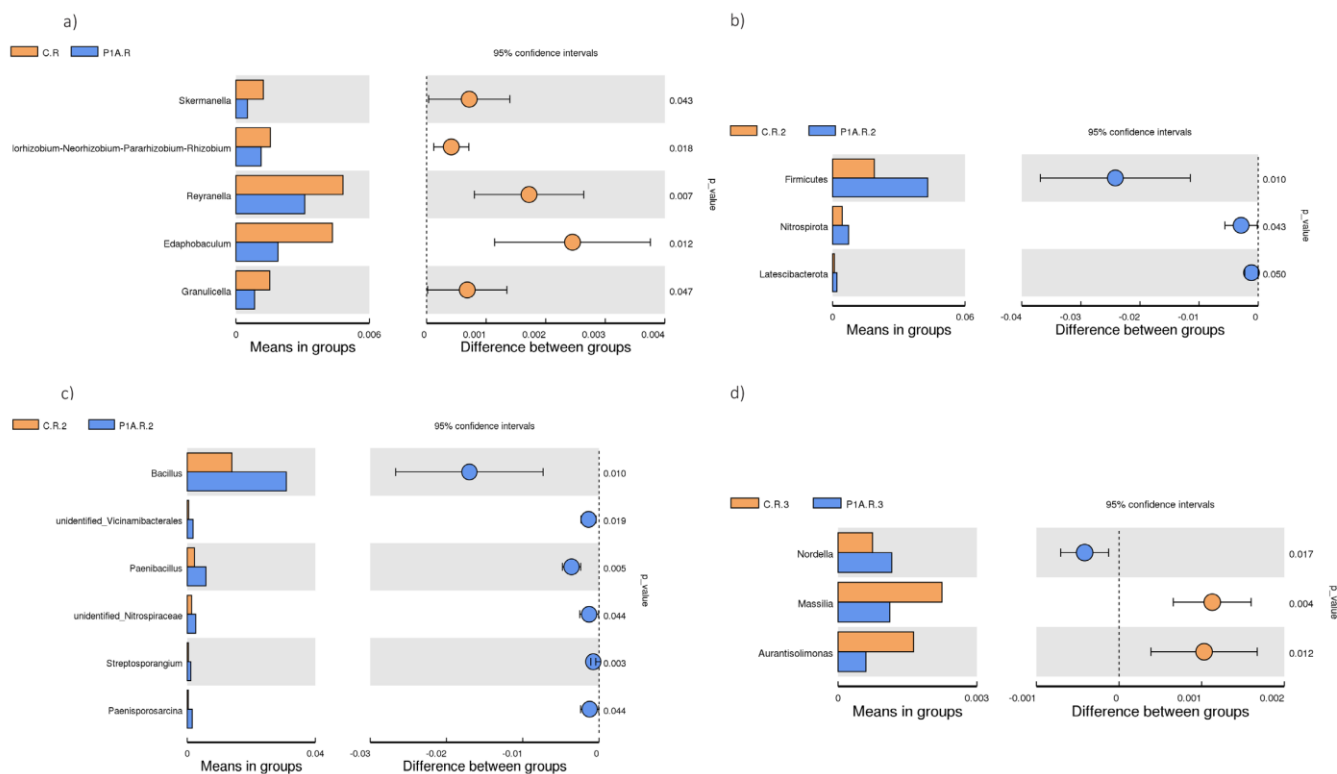 a)
C.R P1A.R
95% confidence intervals
Skermanella 0.043
lorhizobium-Neorhizobium-Pararhizobium-Rhizobium 0.018
Reyranella 0.007
Edaphobaculum 0.012
Granulicella 0.047
p_value
0 0.006 0 0.001 0.002 0.003 0.004
Means in groups Difference between groups
b)
C.R.2 P1A.R.2
95% confidence intervals
Firmicutes 0.010
Nitrospirota 0.043
Latescibacterota 0.050
p_value
0 0.06 -0.04 -0.03 -0.02 -0.01 0
Means in groups Difference between groups
c)
C.R.2 P1A.R.2
95% confidence intervals
Bacillus 0.010
unidentified_Vicinamibacterales 0.019
Paenibacillus 0.005
unidentified_Nitrospiraceae 0.044
Streptosporangium 0.003
Paenisporosarcina 0.044
p_value
0 0.04 -0.03 -0.02 -0.01 0
Means in groups Difference between groups
d)
C.R.3 P1A.R.3
95% confidence intervals
Nordella 0.017
Massilia 0.004
Aurantisolimonas 0.012
p_value
0 0.003 -0.001 0 0.001 0.002
Means in groups Difference between groups